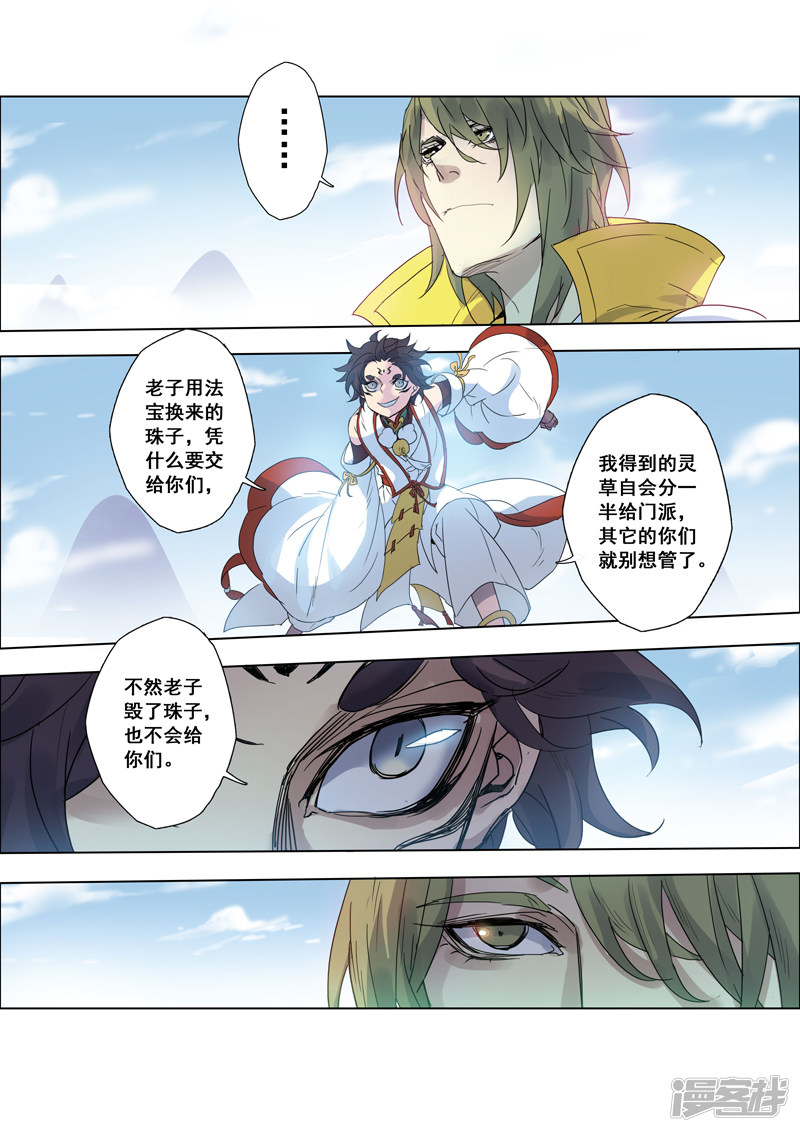 ……
老子用法
宝换来的
珠子，凭
什么要交
给你们，
我得到的灵
草自会分一
半给门派，
其它的你们
就别想管了。
不然老子
毁了珠子，
也不会给
你们。
漫客栈